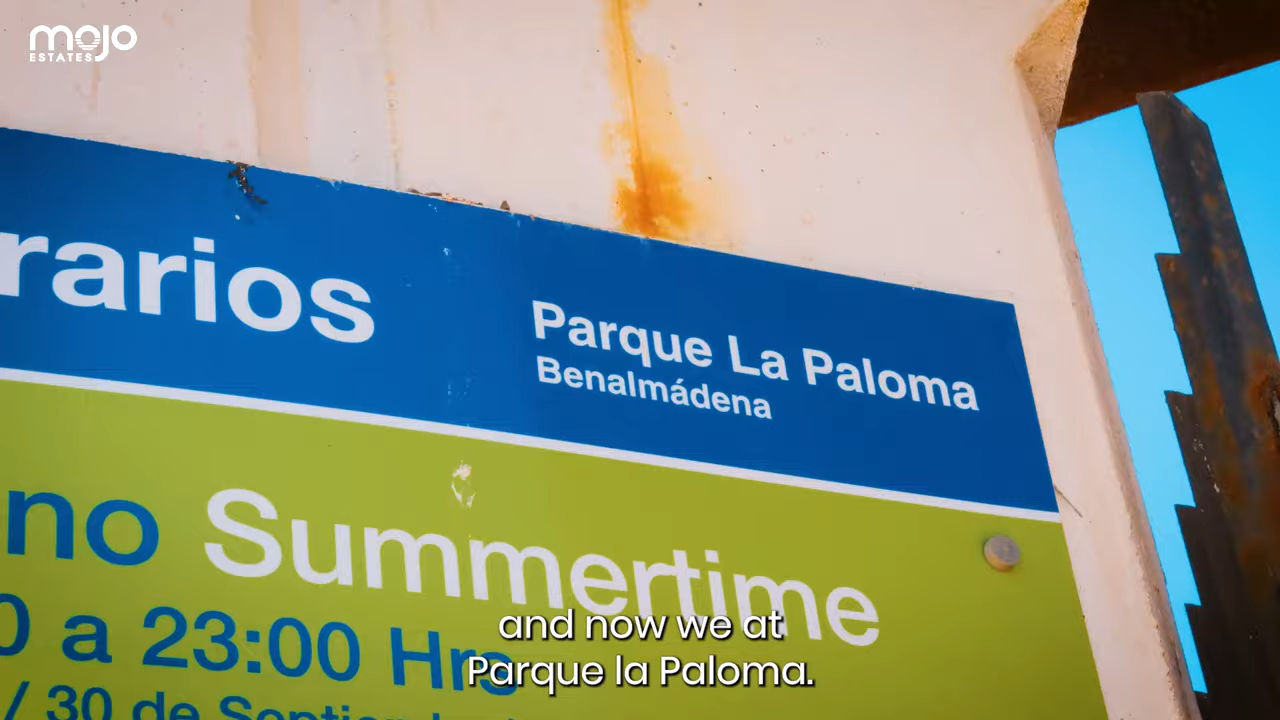 mojo
ESTATES
rarios
Parque La Paloma
Benalmádena
no Summertime
0 a 23:00 Hrs
/ 30 de
and now we at
Parque la Paloma.